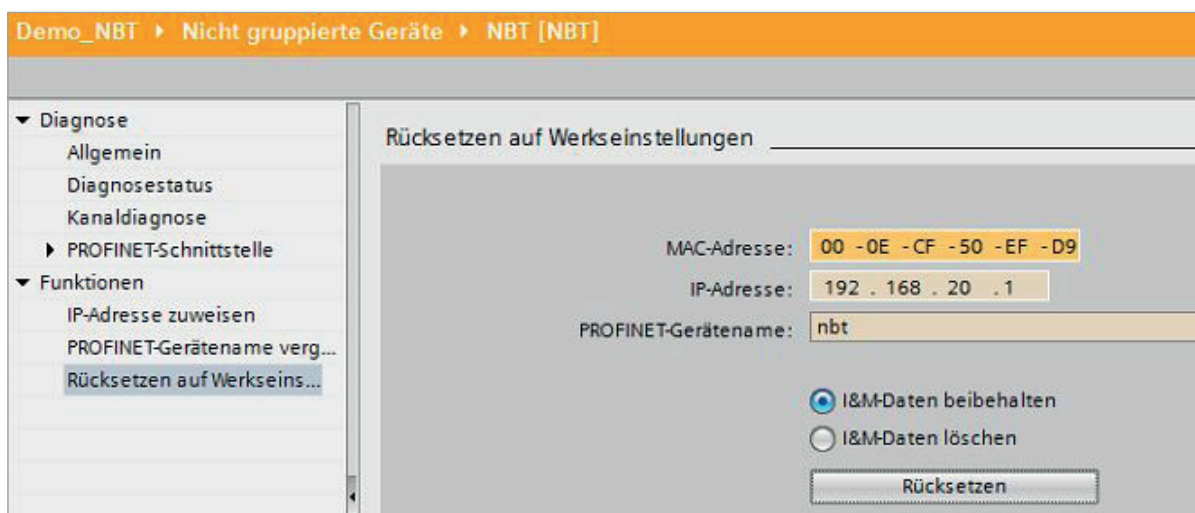 Demo_NBT ▸ Nicht gruppierte Geräte ▸ NBT [NBT]
Diagnose
Allgemein
Diagnosestatus
Kanaldiagnose
PROFINET-Schnittstelle
Funktionen
IP-Adresse zuweisen
PROFINET-Gerätename verg...
Rücksetzen auf Werkseins...
Rücksetzen auf Werkseinstellungen
MAC-Adresse: 00 -0E -CF -50 -EF -D9
IP-Adresse: 192 . 168 . 20 . 1
PROFINET-Gerätename: nbt
I&M-Daten beibehalten
I&M-Daten löschen
Rücksetzen